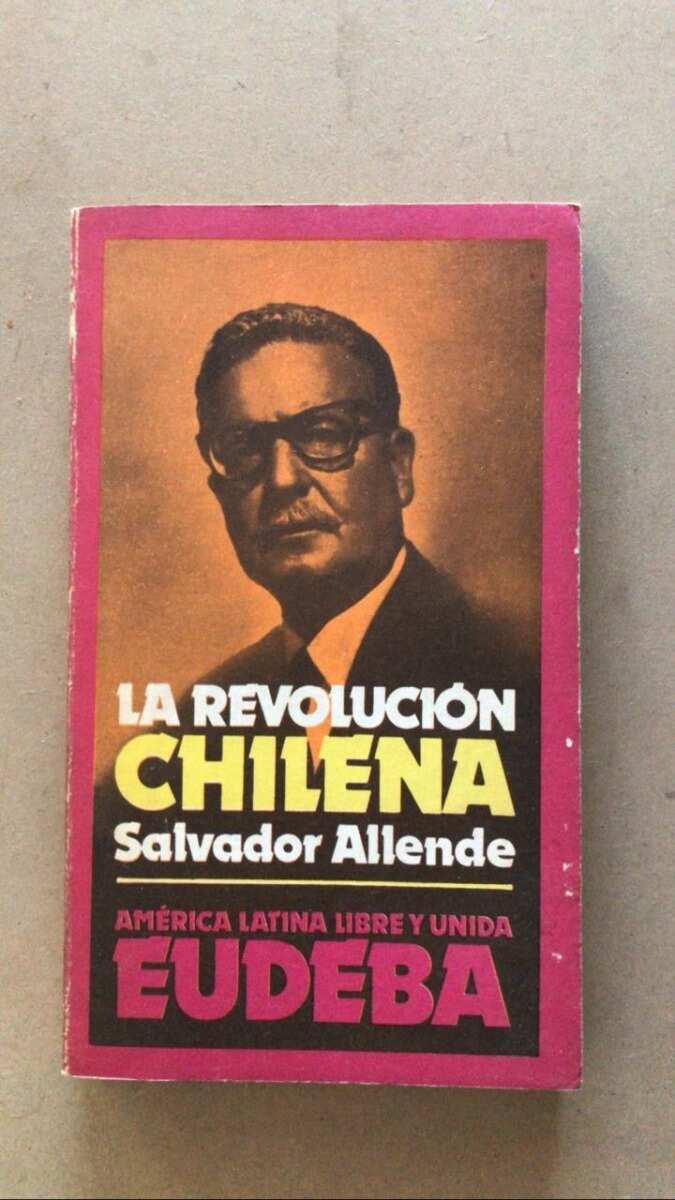 LA REVOLUCIÓN
CHILENA
Salvador Allende
AMÉRICA LATINA LIBRE Y UNIDA
EUDEBA